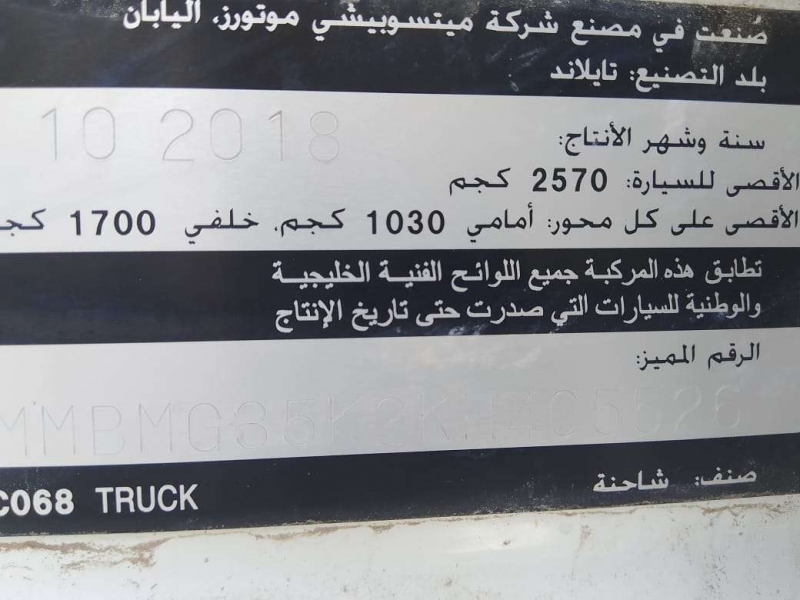 صُنعت في مصنع شركة ميتسوبيشي موتورز، اليابان
بلد التصنيع: تايلاند
سنة وشهر الأنتاج: 10 2018
الأقصى للسيارة: 2570 كجم
الأقصى على كل محور: أمامي 1030 كجم، خلفي 1700 كجم
تطابق هذه المركبة جميع اللوائح الفنية الخليجية
والوطنية للسيارات التي صدرت حتى تاريخ الإنتاج
الرقم المميز:
صنف: شاحنة
C068 TRUCK